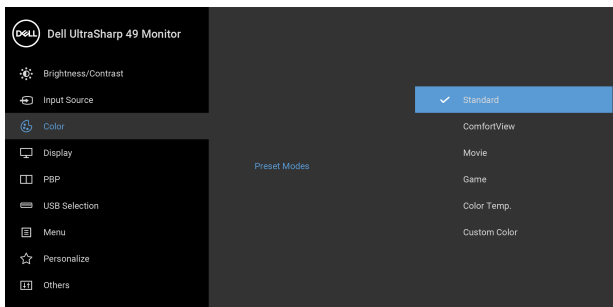 DELL Dell UltraSharp 49 Monitor
Brightness/Contrast
Input Source
Color
Display
PBP
USB Selection
Menu
Personalize
Others
Preset Modes
Standard
ComfortView
Movie
Game
Color Temp.
Custom Color